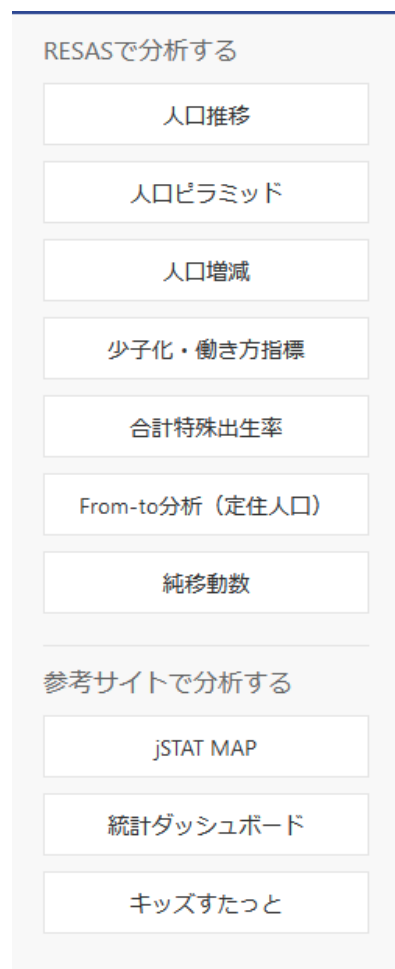 RESASで分析する
人口推移
人口ピラミッド
人口増減
少子化・働き方指標
合計特殊出生率
From-to分析（定住人口）
純移動数
参考サイトで分析する
jSTAT MAP
統計ダッシュボード
キッズすたっと